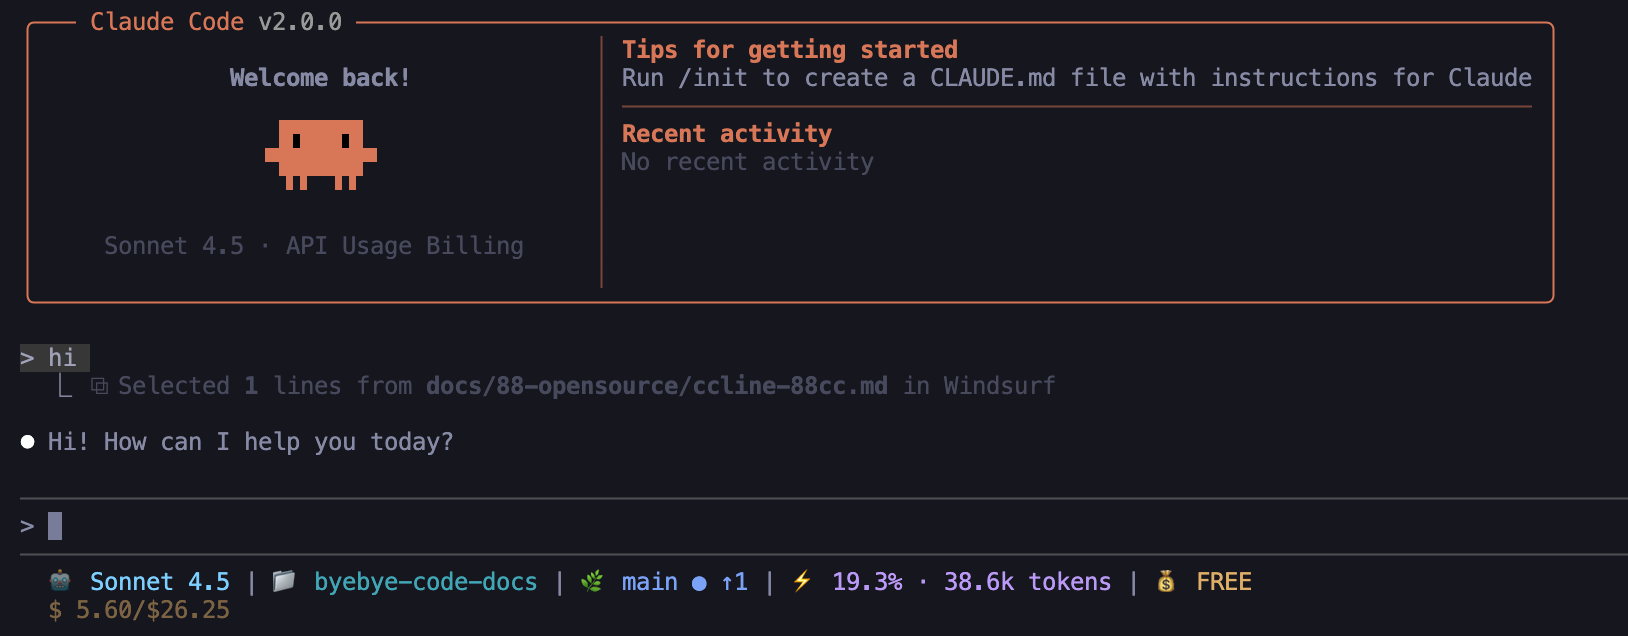 Claude Code v2.0.0
Welcome back!
Sonnet 4.5 · API Usage Billing
Tips for getting started
Run /init to create a CLAUDE.md file with instructions for Claude
Recent activity
No recent activity
> hi
Selected 1 lines from docs/88-opensource/ccline-88cc.md in Windsurf
● Hi! How can I help you today?
>
🤖 Sonnet 4.5 | 📁 byebye-code-docs | 🌿 main ● ↑1 | ⚡ 19.3% · 38.6k tokens | 💰 FREE
$ 5.60/$26.25